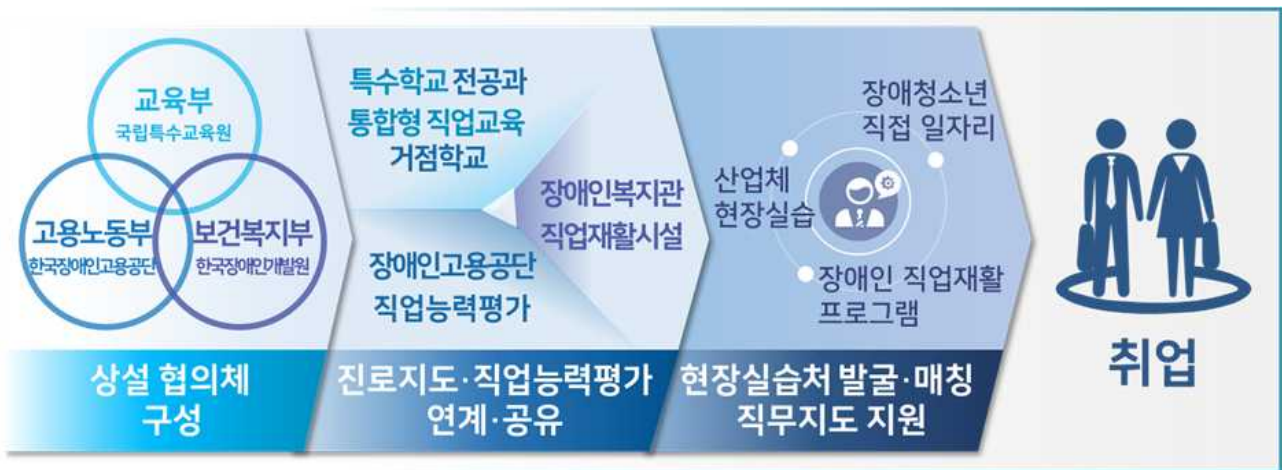 교육부
국립특수교육원
고용노동부
한국장애인고용공단
보건복지부
한국장애인개발원
상설 협의체
구성
특수학교 전공과
통합형 직업교육
거점학교
장애인복지관
직업재활시설
장애인고용공단
직업능력평가
진로지도·직업능력평가
연계·공유
장애청소년
직접 일자리
산업체
현장실습
장애인 직업재활
프로그램
현장실습처 발굴·매칭
직무지도 지원
취업